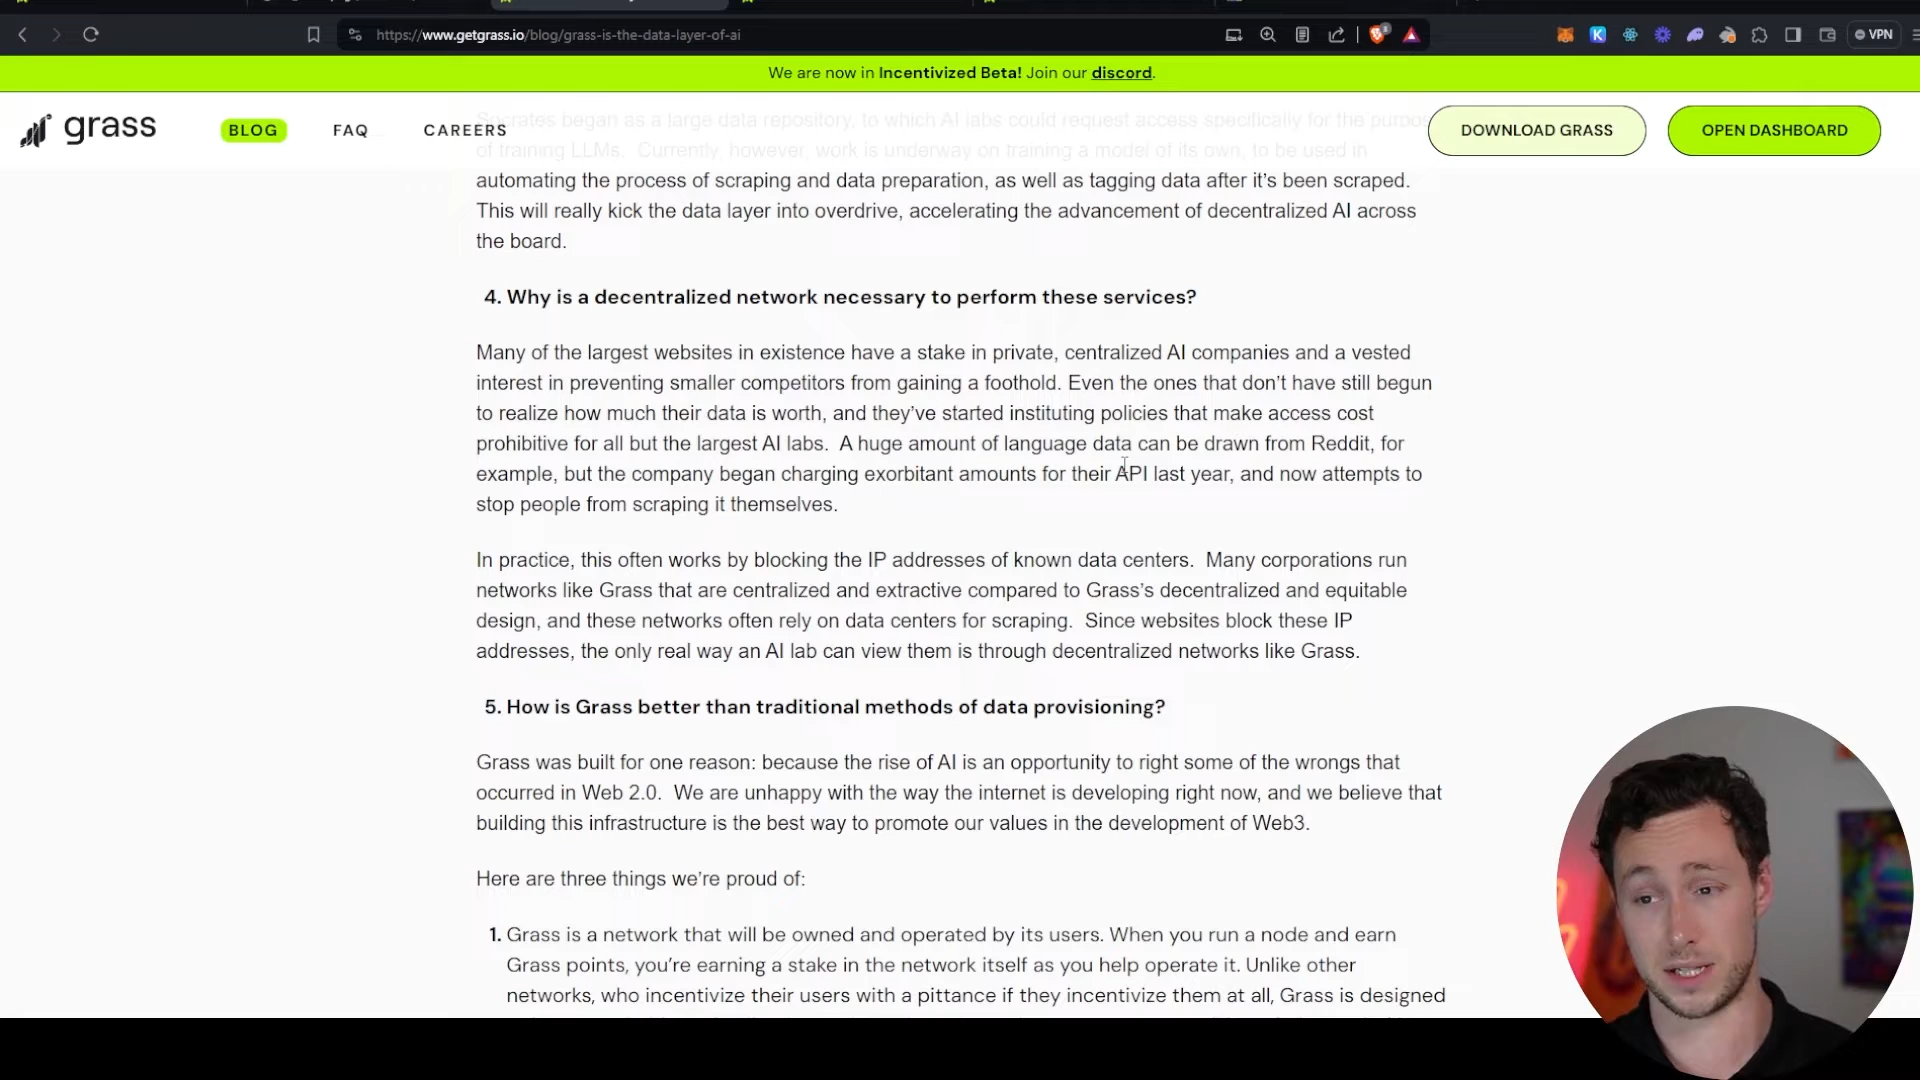 https://www.getgrass.io/blog/grass-is-the-data-layer-of-ai
VPN
We are now in Incentivized Beta! Join our discord.
grass
BLOG
FAQ
CAREERS
DOWNLOAD GRASS
OPEN DASHBOARD
Socrates began as a large data repository, to which AI labs could request access specifically for the purpo
of training LLMs. Currently, however, work is underway on training a model of its own, to be used in
automating the process of scraping and data preparation, as well as tagging data after it's been scraped.
This will really kick the data layer into overdrive, accelerating the advancement of decentralized AI across
the board.
4. Why is a decentralized network necessary to perform these services?
Many of the largest websites in existence have a stake in private, centralized AI companies and a vested
interest in preventing smaller competitors from gaining a foothold. Even the ones that don't have still begun
to realize how much their data is worth, and they've started instituting policies that make access cost
prohibitive for all but the largest AI labs. A huge amount of language data can be drawn from Reddit, for
example, but the company began charging exorbitant amounts for their API last year, and now attempts to
stop people from scraping it themselves.
In practice, this often works by blocking the IP addresses of known data centers. Many corporations run
networks like Grass that are centralized and extractive compared to Grass's decentralized and equitable
design, and these networks often rely on data centers for scraping. Since websites block these IP
addresses, the only real way an AI lab can view them is through decentralized networks like Grass.
5. How is Grass better than traditional methods of data provisioning?
Grass was built for one reason: because the rise of AI is an opportunity to right some of the wrongs that
occurred in Web 2.0. We are unhappy with the way the internet is developing right now, and we believe that
building this infrastructure is the best way to promote our values in the development of Web3.
Here are three things we're proud of:
1. Grass is a network that will be owned and operated by its users. When you run a node and earn
Grass points, you're earning a stake in the network itself as you help operate it. Unlike other
networks, who incentivize their users with a pittance if they incentivize them at all, Grass is designed